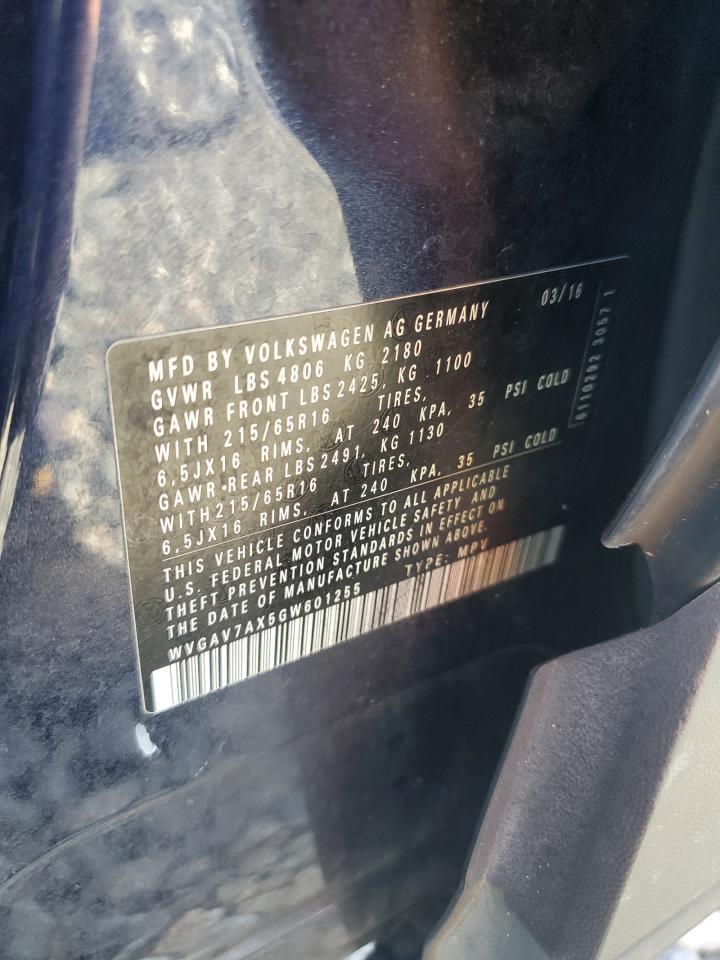 MFD BY VOLKSWAGEN AG GERMANY 03/16
GVWR LBS 4806 KG 2180
GAWR FRONT LBS 2425, KG 1100
WITH 215/65R16 TIRES,
6,5JX16 RIMS, AT 240 KPA, 35 PSI COLD
GAWR•REAR LBS 2491, KG 1130
WITH 215/65R16 TIRES,
6,5JX16 RIMS, AT 240 KPA, 35 PSI COLD
THIS VEHICLE CONFORMS TO ALL APPLICABLE
U.S. FEDERAL MOTOR VEHICLE SAFETY AND
THEFT PREVENTION STANDARDS IN EFFECT ON
THE DATE OF MANUFACTURE SHOWN ABOVE.
WVGAV7AX5GW601255 TYPE: MPV